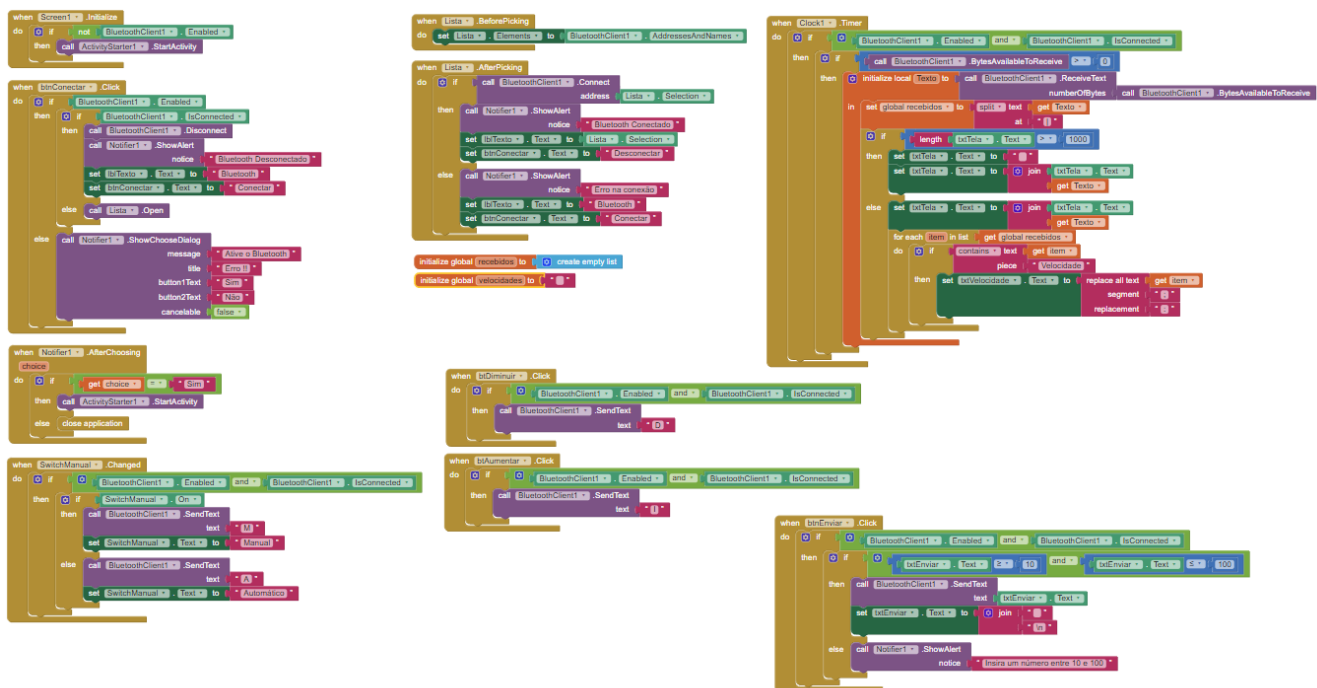 when Screen1 .Initialize
do if not BluetoothClient1 . Enabled
then call ActivityStarter1 .StartActivity
when btnConectar .Click
do if BluetoothClient1 . Enabled
then if BluetoothClient1 . IsConnected
then call BluetoothClient1 .Disconnect
call Notifier1 .ShowAlert
notice " Bluetooth Desconectado "
set lblTexto . Text to " Bluetooth "
set btnConectar . Text to " Conectar "
else call Lista .Open
else call Notifier1 .ShowChooseDialog
message " Ative o Bluetooth "
title " Erro !! "
button1Text " Sim "
button2Text " Não "
cancelable false
when Notifier1 .AfterChoosing
choice
do if get choice = " Sim "
then call ActivityStarter1 .StartActivity
else close application
when SwitchManual .Changed
do if BluetoothClient1 . Enabled and BluetoothClient1 . IsConnected
then if SwitchManual . On
then call BluetoothClient1 .SendText
text " M "
set SwitchManual . Text to " Manual "
else call BluetoothClient1 .SendText
text " A "
set SwitchManual . Text to " Automático "
when Lista .BeforePicking
do set Lista . Elements to BluetoothClient1 . AddressesAndNames
when Lista .AfterPicking
do if call BluetoothClient1 .Connect
address Lista . Selection
then call Notifier1 .ShowAlert
notice " Bluetooth Conectado "
set lblTexto . Text to Lista . Selection
set btnConectar . Text to " Desconectar "
else call Notifier1 .ShowAlert
notice " Erro na conexão "
set lblTexto . Text to " Bluetooth "
set btnConectar . Text to " Conectar "
initialize global recebidos to create empty list
initialize global velocidades to " "
when btDiminuir .Click
do if BluetoothClient1 . Enabled and BluetoothClient1 . IsConnected
then call BluetoothClient1 .SendText
text " D "
when btAumentar .Click
do if BluetoothClient1 . Enabled and BluetoothClient1 . IsConnected
then call BluetoothClient1 .SendText
text " I "
when Clock1 .Timer
do if BluetoothClient1 . Enabled and BluetoothClient1 . IsConnected
then if call BluetoothClient1 .BytesAvailableToReceive > 0
then initialize local Texto to call BluetoothClient1 .ReceiveText
numberOfBytes call BluetoothClient1 .BytesAvailableToReceive
in set global recebidos to split text get Texto
at " | "
if length txtTela . Text > 1000
then set txtTela . Text to " "
set txtTela . Text to join txtTela . Text
get Texto
else set txtTela . Text to join txtTela . Text
get Texto
for each item in list get global recebidos
do if contains text get item
piece " Velocidade "
then set txtVelocidade . Text to replace all text get item
segment
replacement
when btnEnviar .Click
do if BluetoothClient1 . Enabled and BluetoothClient1 . IsConnected
then if txtEnviar . Text ≥ 10 and txtEnviar . Text ≤ 100
then call BluetoothClient1 .SendText
text txtEnviar . Text
set txtEnviar . Text to join " "
" \n "
else call Notifier1 .ShowAlert
notice " Insira um número entre 10 e 100 "